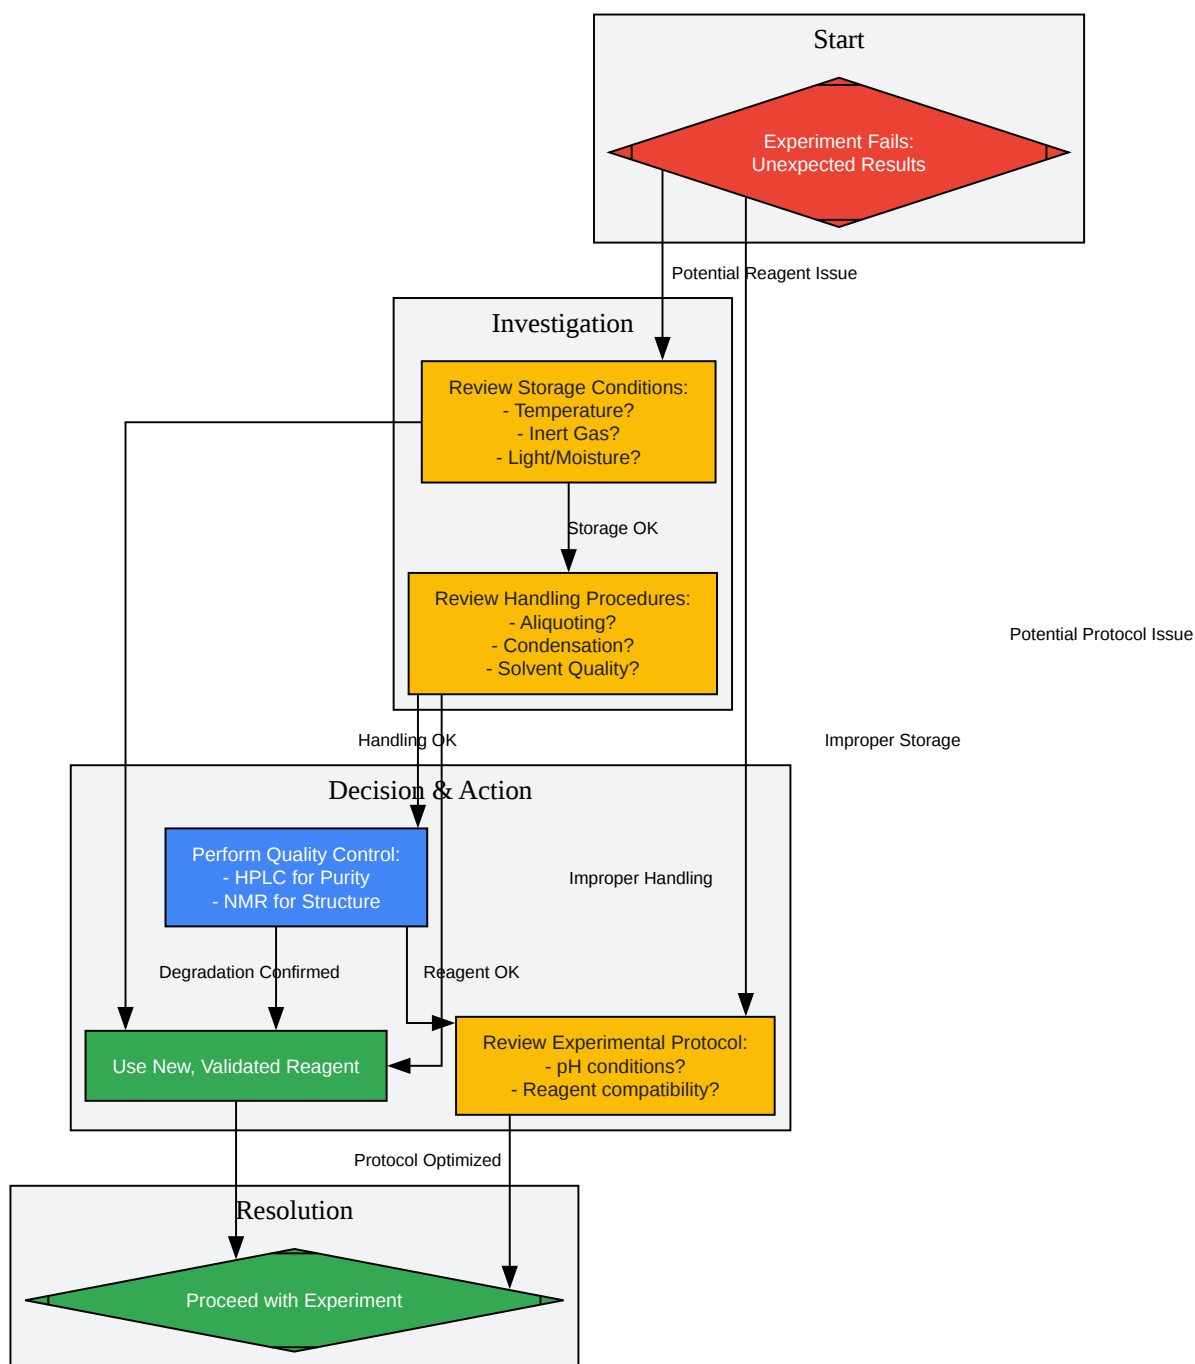 Start
Experiment Fails:
Unexpected Results
Potential Reagent Issue
Investigation
Review Storage Conditions:
- Temperature?
- Inert Gas?
- Light/Moisture?
Storage OK
Review Handling Procedures:
- Aliquoting?
- Condensation?
- Solvent Quality?
Potential Protocol Issue
Handling OK
Improper Storage
Decision & Action
Perform Quality Control:
- HPLC for Purity
- NMR for Structure
Improper Handling
Degradation Confirmed
Reagent OK
Use New, Validated Reagent
Review Experimental Protocol:
- pH conditions?
- Reagent compatibility?
Protocol Optimized
Resolution
Proceed with Experiment